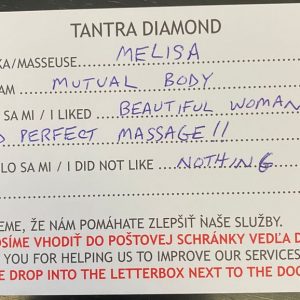 TANTRA DIAMOND
KA/MASSEUSE MELISA
AM MUTUAL BODY
SA MI / I LIKED BEAUTIFUL WOMAN
D PERFECT MASSAGE!!
LO SA MI / I DID NOT LIKE NOTHING
EME, ŽE NÁM POMÁHATE ZLEPŠIŤ NAŠE SLUŽBY.
OSÍME VHODIŤ DO POŠTOVEJ SCHRÁNKY VEDĽA D
YOU FOR HELPING US TO IMPROVE OUR SERVICES
E DROP INTO THE LETTERBOX NEXT TO THE DOO